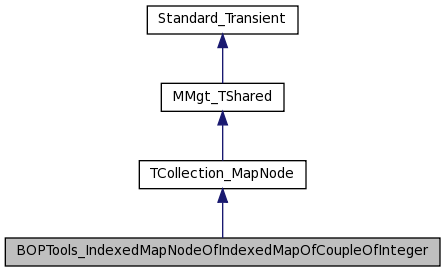 Standard_Transient
MMgt_TShared
TCollection_MapNode
BOPTools_IndexedMapNodeOfIndexedMapOfCoupleOfInteger